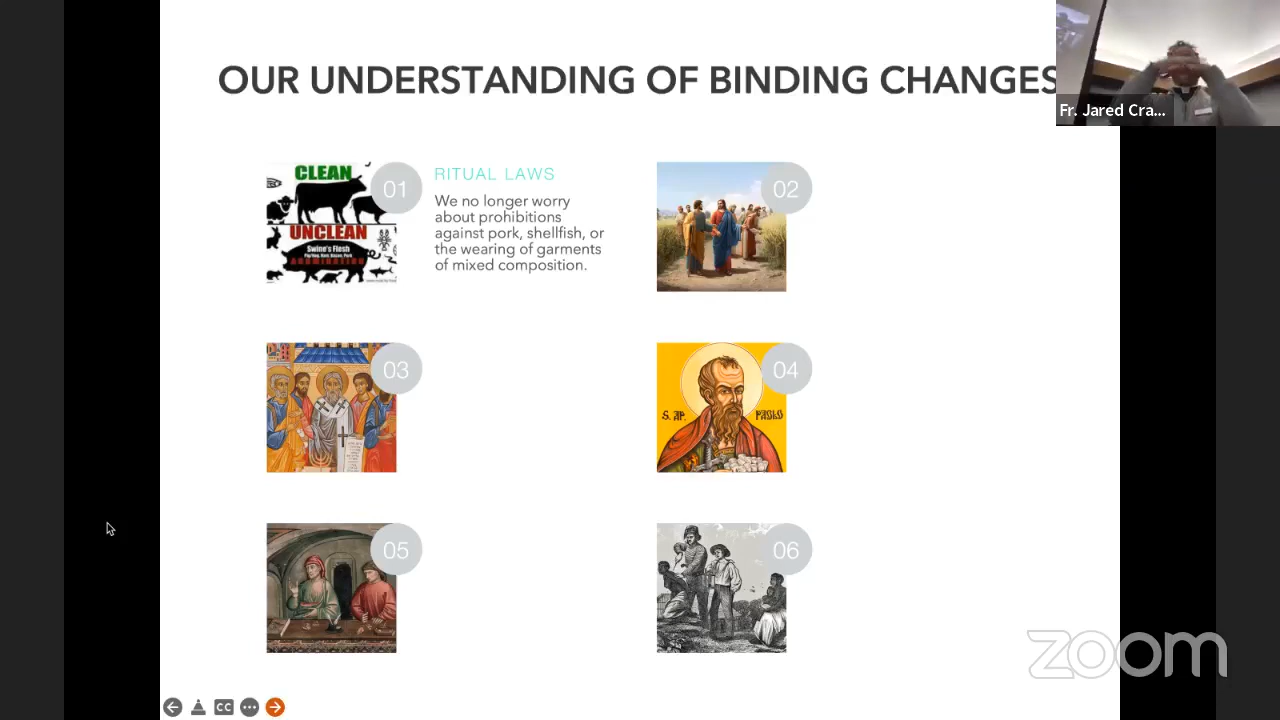 OUR UNDERSTANDING OF BINDING CHANGES
Fr. Jared Cra...
CLEAN
UNCLEAN
Swine's Flesh
01
RITUAL LAWS
We no longer worry
about prohibitions
against pork, shellfish, or
the wearing of garments
of mixed composition.
02
03
04
S. AP.
05
06
CC
zoom